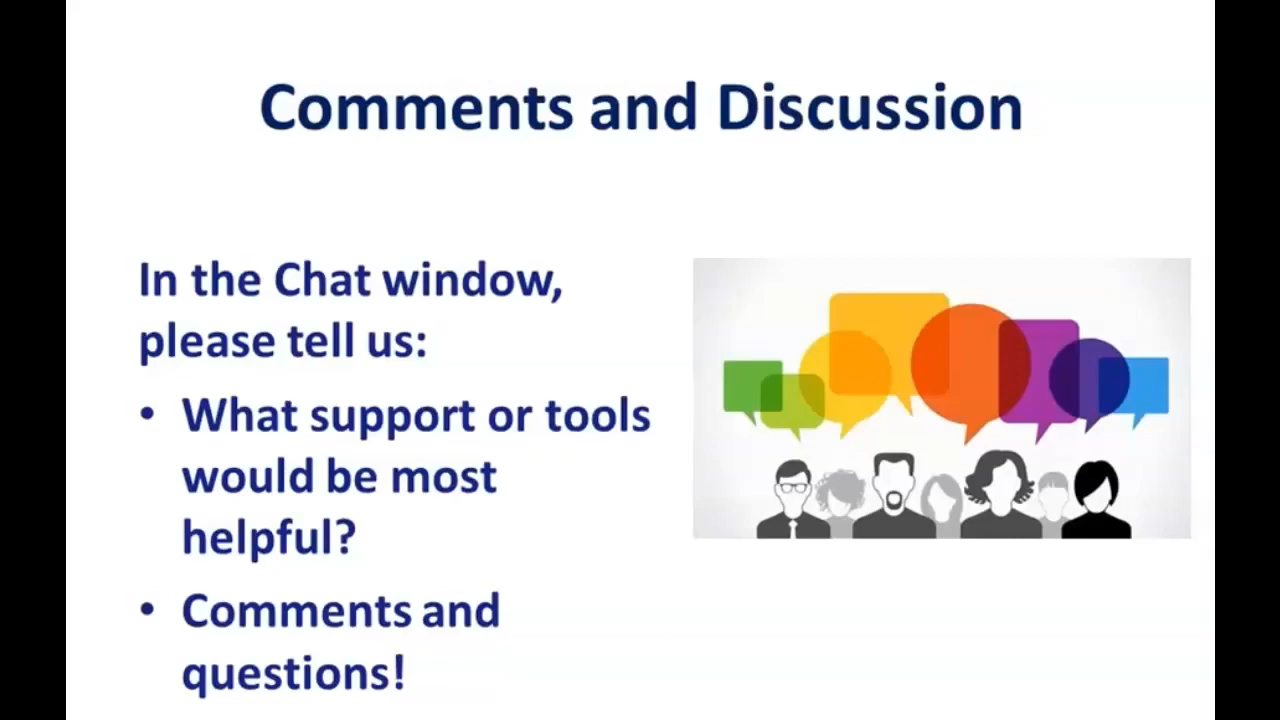 Comments and Discussion
In the Chat window,
please tell us:
• What support or tools
would be most
helpful?
• Comments and
questions!